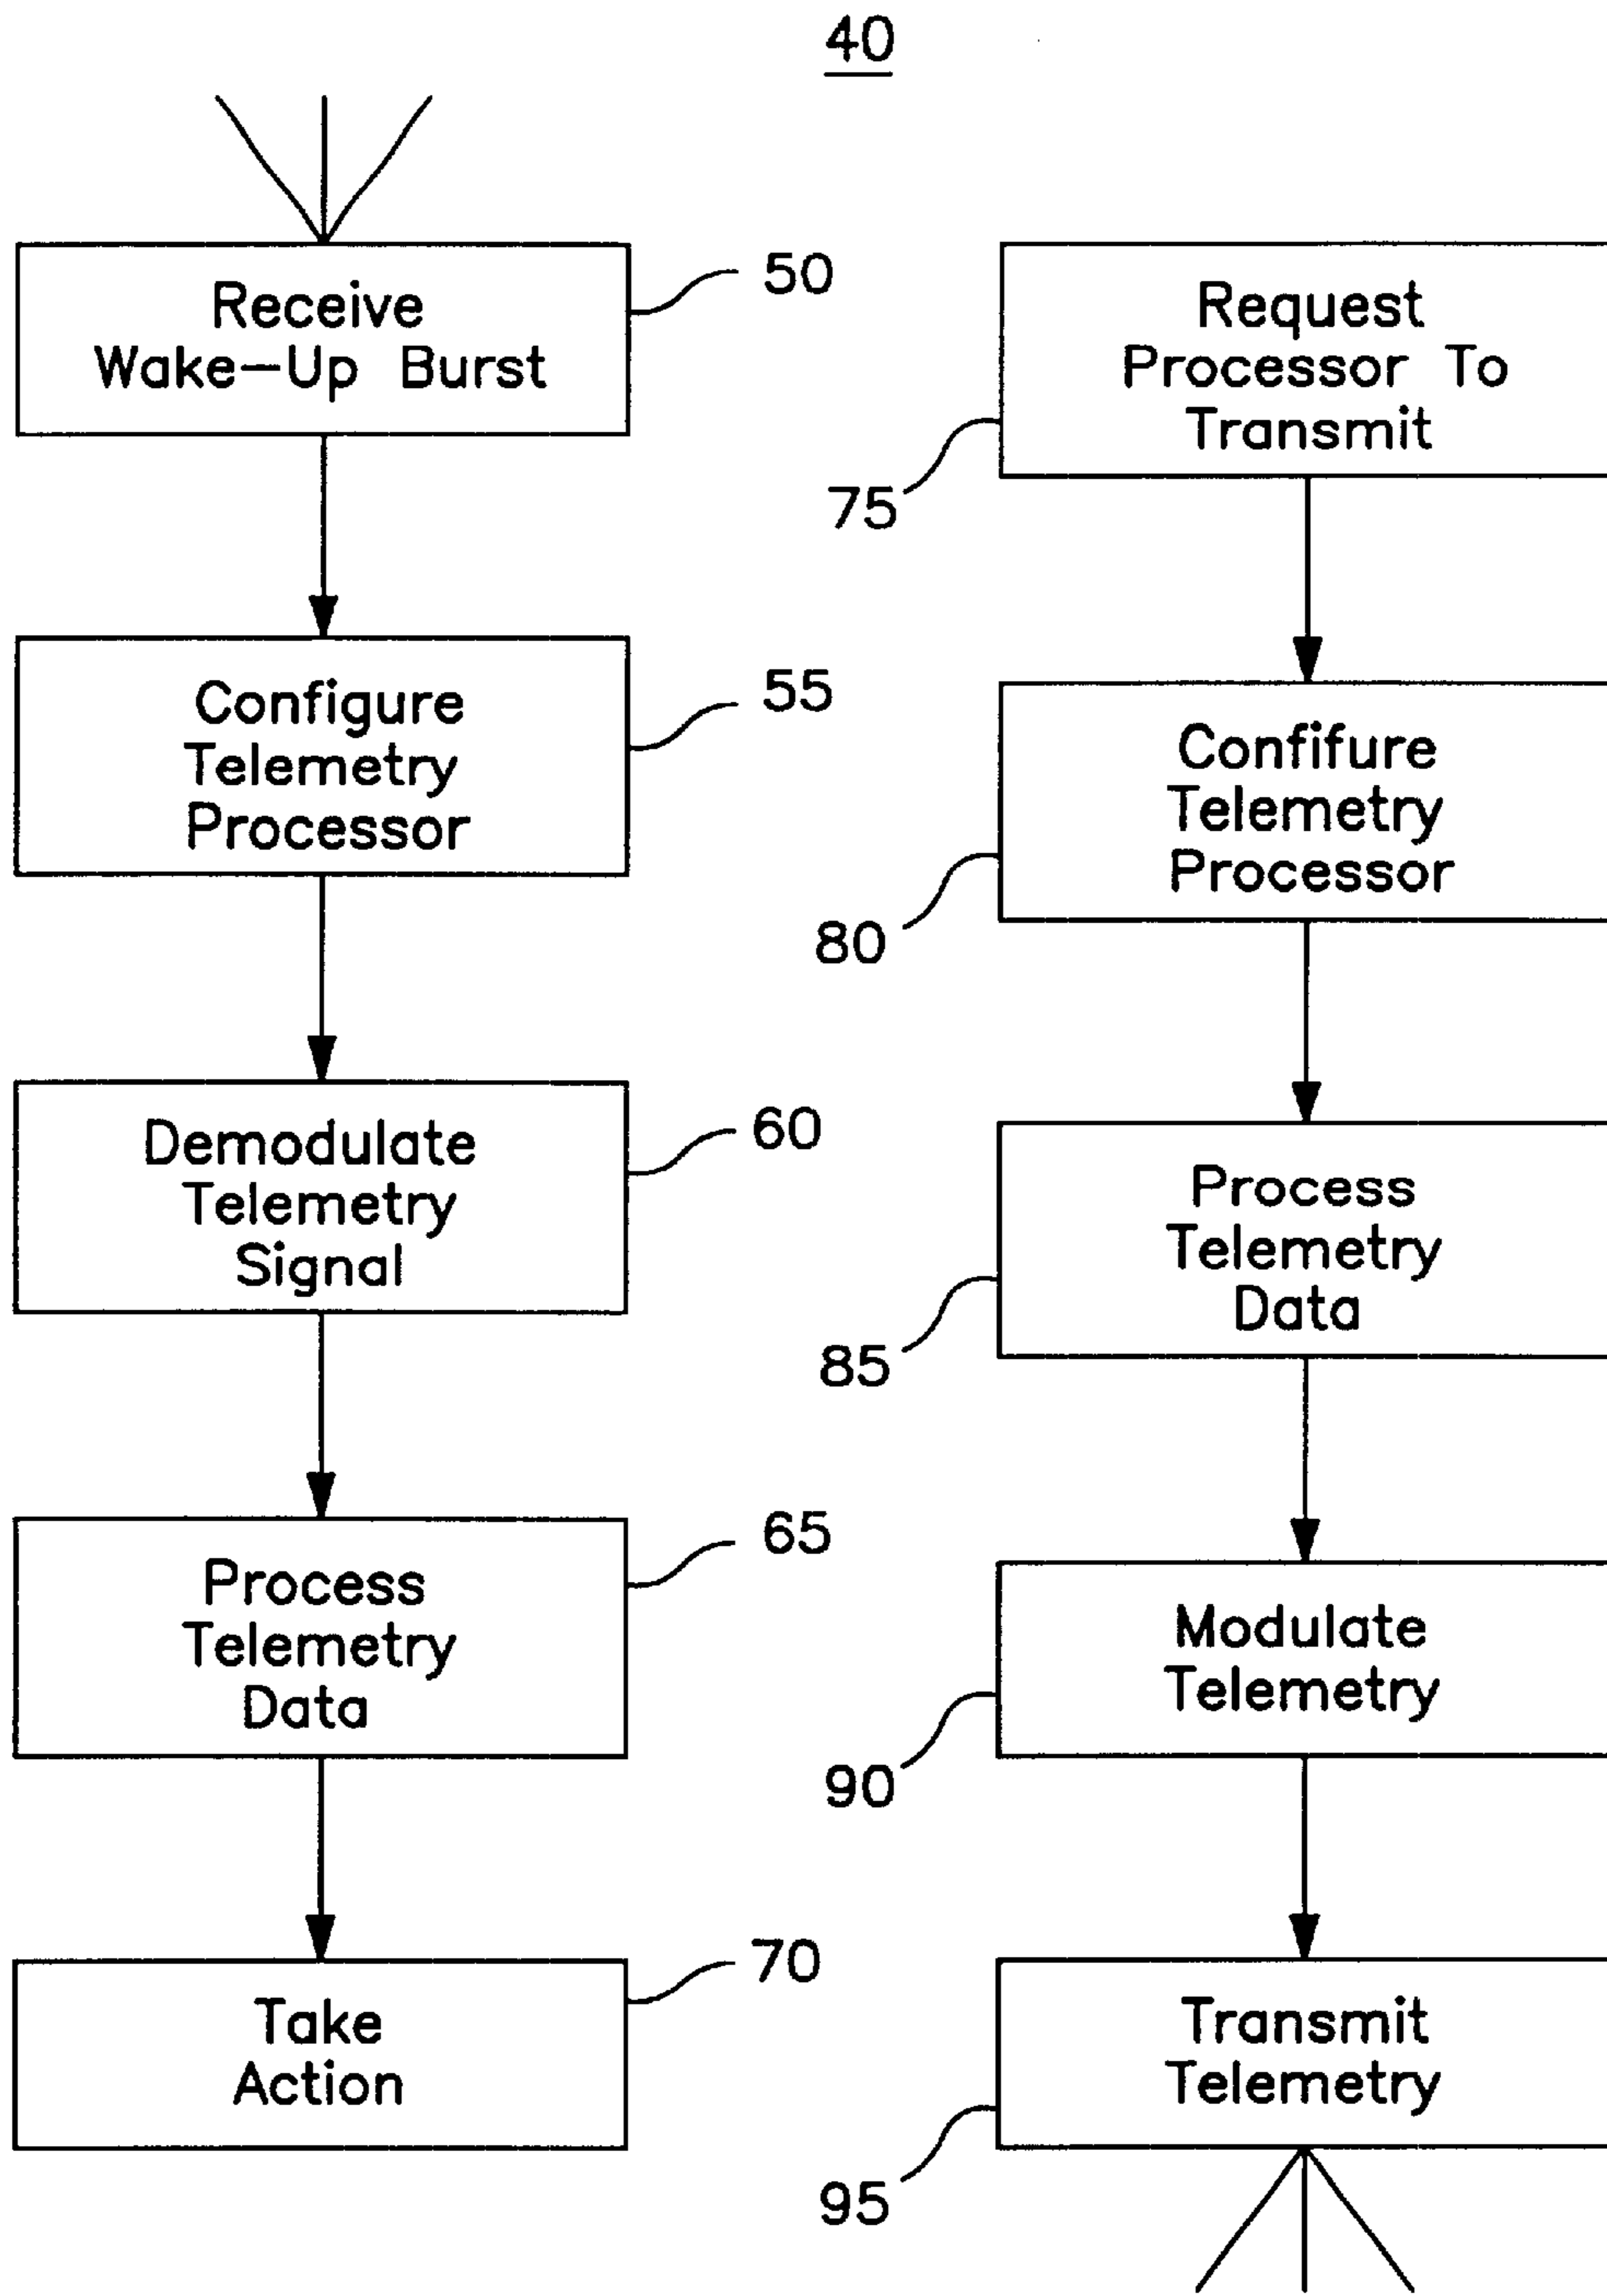 40
Receive
Wake-Up Burst
50
Configure
Telemetry
Processor
55
Demodulate
Telemetry
Signal
60
Process
Telemetry
Data
65
Take
Action
70
Request
Processor To
Transmit
75
Confifure
Telemetry
Processor
80
Process
Telemetry
Data
85
Modulate
Telemetry
90
Transmit
Telemetry
95